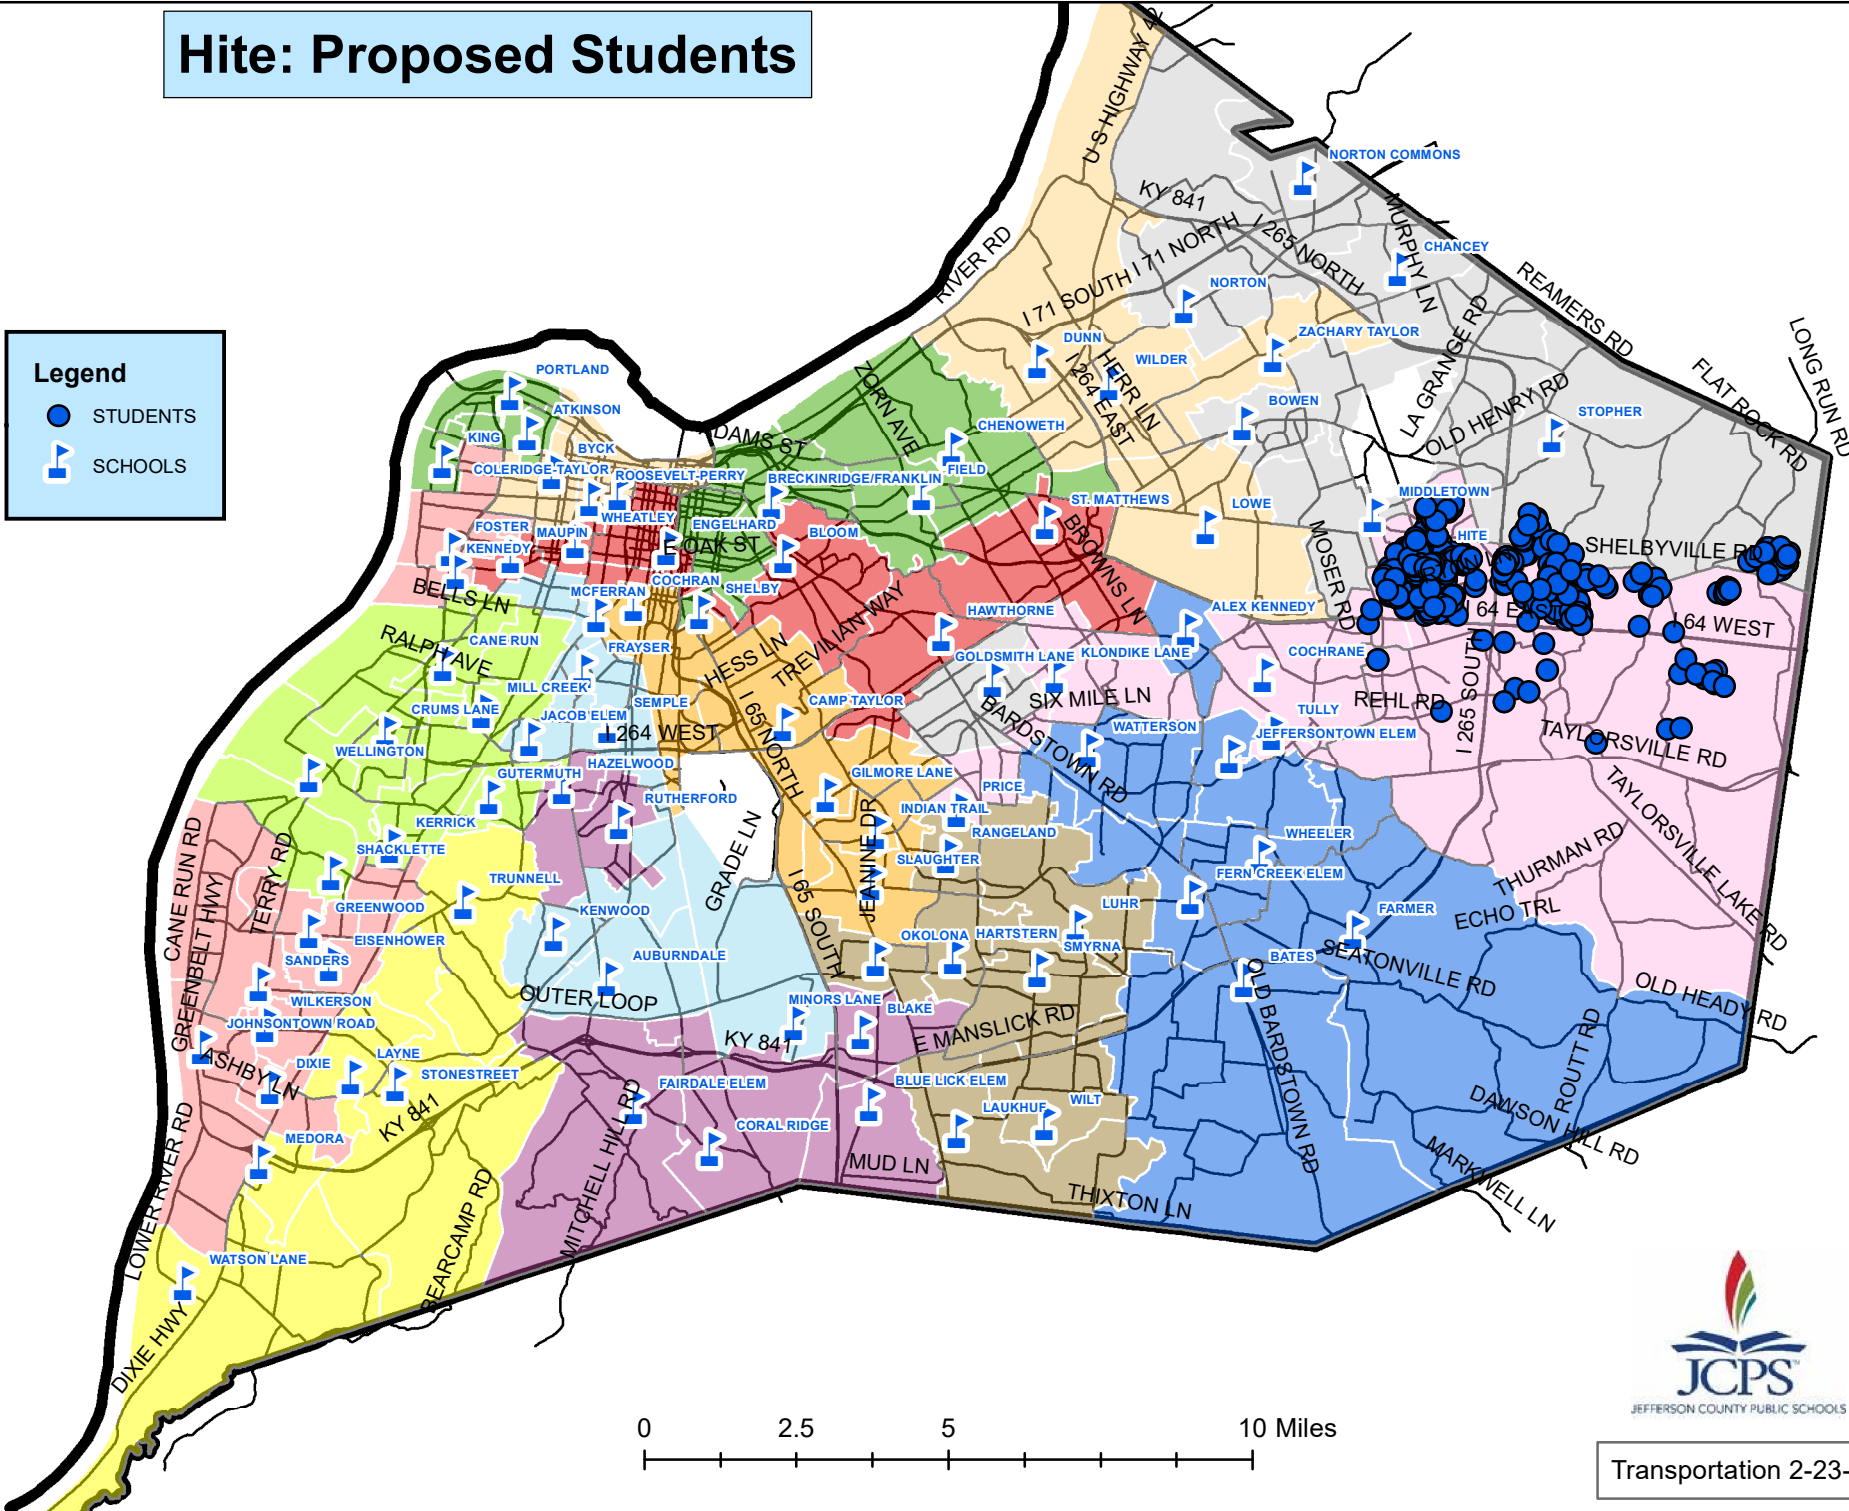 Hite: Proposed Students
U S HIGHWAY 42
NORTON COMMONS
KY 841
MURPHY LN
I 71 NORTH
I 265 NORTH
CHANCEY
RIVER RD
REAMERS RD
I 71 SOUTH
NORTON
LA GRANGE RD
LONG RUN RD
ZACHARY TAYLOR
DUNN
WILDER
HERR LN
I 264 EAST
FLAT ROCK RD
Legend
STUDENTS
SCHOOLS
PORTLAND
ZORN AVE
OLD HENRY RD
ATKINSON
BOWEN
STOPHER
KING
BYCK
ADAMS ST
CHENOWETH
COLERIDGE-TAYLOR
ROOSEVELT-PERRY
BRECKINRIDGE/FRANKLIN
FIELD
ST. MATTHEWS
LOWE
MIDDLETOWN
FOSTER
MAUPIN
WHEATLEY
ENGELHARD
BLOOM
BROWNS LN
MOSER RD
HITE
KENNEDY
E OAK ST
SHELBYVILLE RD
BELLS LN
MCFERRAN
COCHRAN
SHELBY
HAWTHORNE
ALEX KENNEDY
I 64 EAST
I 64 WEST
RALPH AVE
CANE RUN
FRAYSER
HESS LN
TREVILIAN WAY
GOLDSMITH LANE
KLONDIKE LANE
COCHRANE
MILL CREEK
CRUMS LANE
JACOB ELEM
SEMPLE
I 65 NORTH
CAMP TAYLOR
SIX MILE LN
BARDSTOWN RD
REHL RD
I 265 SOUTH
I 264 WEST
WATTERSON
TULLY
JEFFERSONTOWN ELEM
TAYLORSVILLE RD
WELLINGTON
GUTERMUTH
HAZELWOOD
GILMORE LANE
PRICE
RUTHERFORD
INDIAN TRAIL
TAYLORSVILLE LAKE RD
CANE RUN RD
KERRICK
GRADE LN
JEANINE DR
RANGELAND
WHEELER
TERRY RD
SHACKLETTE
SLAUGHTER
THURMAN RD
GREENBELT HWY
TRUNNELL
I 65 SOUTH
FERN CREEK ELEM
GREENWOOD
KENWOOD
LUHR
FARMER
ECHO TRL
EISENHOWER
OKOLONA
HARTSTERN
SMYRNA
SANDERS
AUBURNDALE
BATES
SEATONVILLE RD
WILKERSON
OUTER LOOP
MINORS LANE
BLAKE
OLD BARDSTOWN RD
OLD HEADY RD
JOHNSONTOWN ROAD
KY 841
E MANSLICK RD
ROUTT RD
ASHBY LN
DIXIE
LAYNE
STONESTREET
FAIRDALE ELEM
BLUE LICK ELEM
KY 841
LAUKHUF
WILT
DAWSON HILL RD
LOWER RIVER RD
MEDORA
MITCHELL HILL RD
CORAL RIDGE
MUD LN
MARKWELL LN
BEARCAMP RD
THIXTON LN
WATSON LANE
DIXIE HWY
JCPS
JEFFERSON COUNTY PUBLIC SCHOOLS
0 2.5 5 10 Miles
Transportation 2-23-